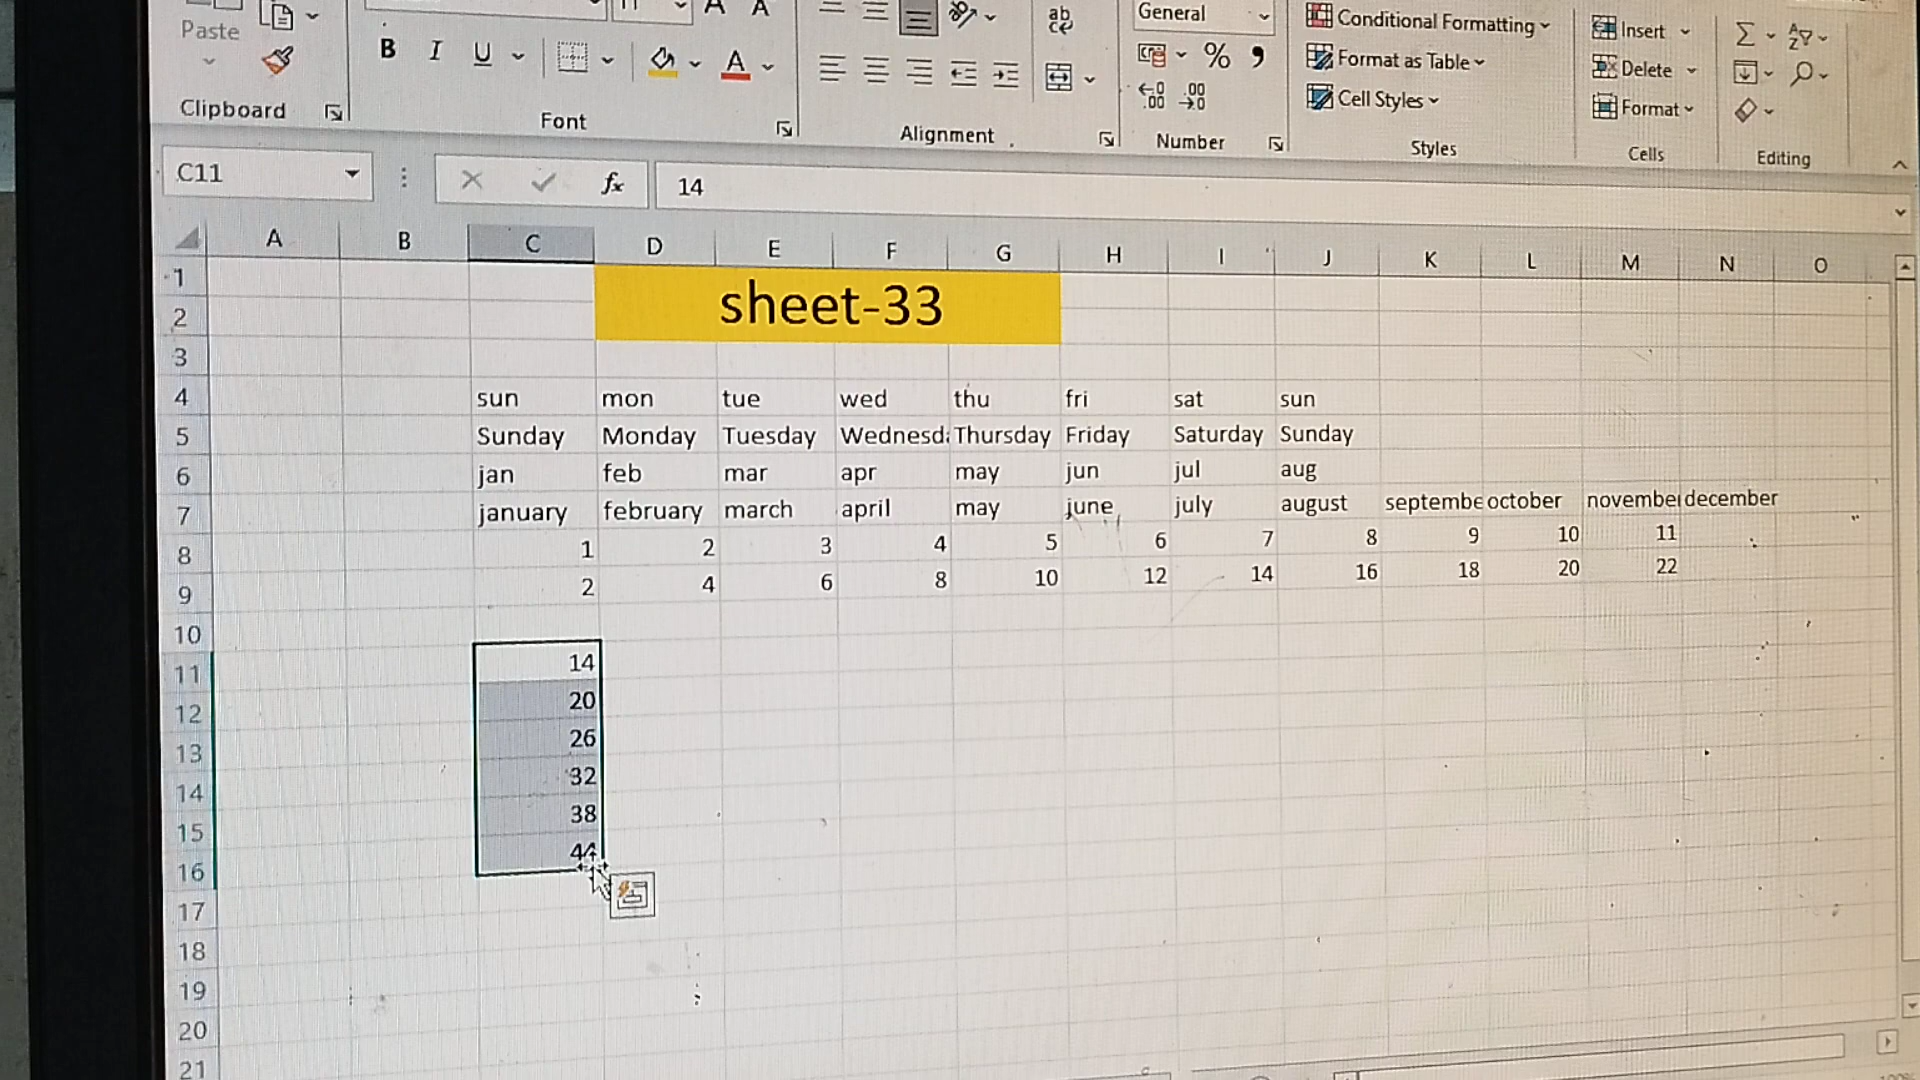 Paste
Clipboard
B I U
Font
A
ab
Alignment
General
% ,
Number
Conditional Formatting
Format as Table
Cell Styles
Styles
Insert
Delete
Format
Cells
Editing
C11 fx 14
A B C D E F G H I J K L M N O
1
2 sheet-33
3
4 sun mon tue wed thu fri sat sun
5 Sunday Monday Tuesday Wednesd Thursday Friday Saturday Sunday
6 jan feb mar apr may jun jul aug
7 january february march april may june july august septembe october november december
8 1 2 3 4 5 6 7 8 9 10 11
9 2 4 6 8 10 12 14 16 18 20 22
10
11 14
12 20
13 26
14 32
15 38
16 44
17
18
19
20
21